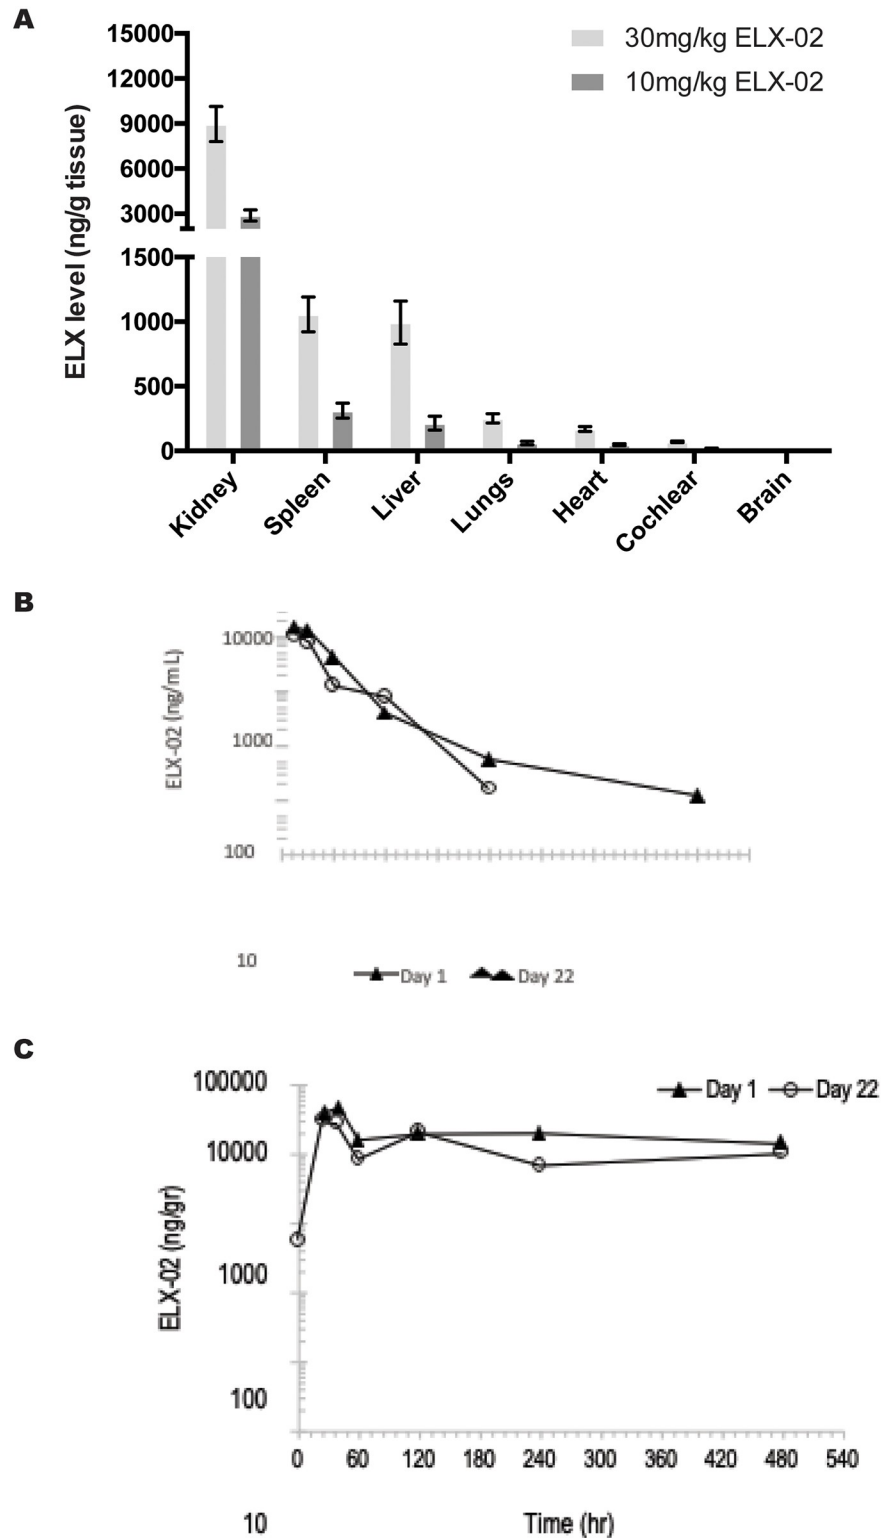 A
15000
12000
9000
6000
3000
1500
1000
500
0
ELX level (ng/g tissue)
30mg/kg ELX-02
10mg/kg ELX-02
Kidney
Spleen
Liver
Lungs
Heart
Cochlear
Brain
B
10000
1000
100
10
ELX-02 (ng/mL)
Day 1
Day 22
C
100000
10000
1000
100
10
ELX-02 (ng/gr)
Day 1
Day 22
0 60 120 180 240 300 360 420 480 540
Time (hr)